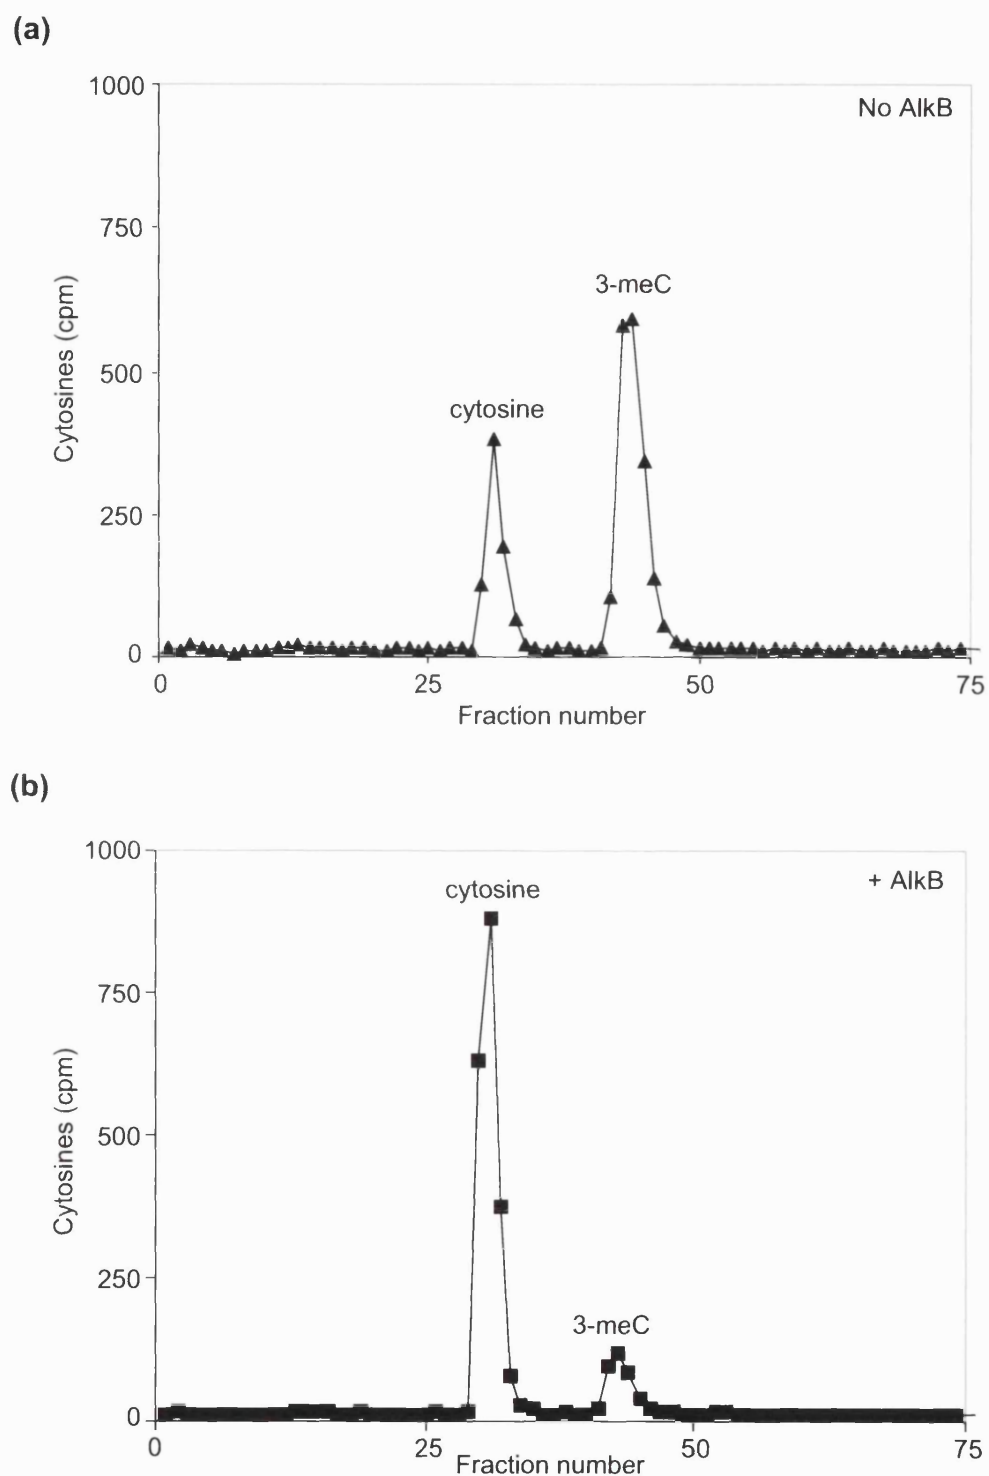 (a)
1000
No AlkB
750
3-meC
Cytosines (cpm)
500
cytosine
250
0
0 25 50 75
Fraction number
(b)
1000
+ AlkB
cytosine
750
Cytosines (cpm)
500
250
3-meC
0
0 25 50 75
Fraction number